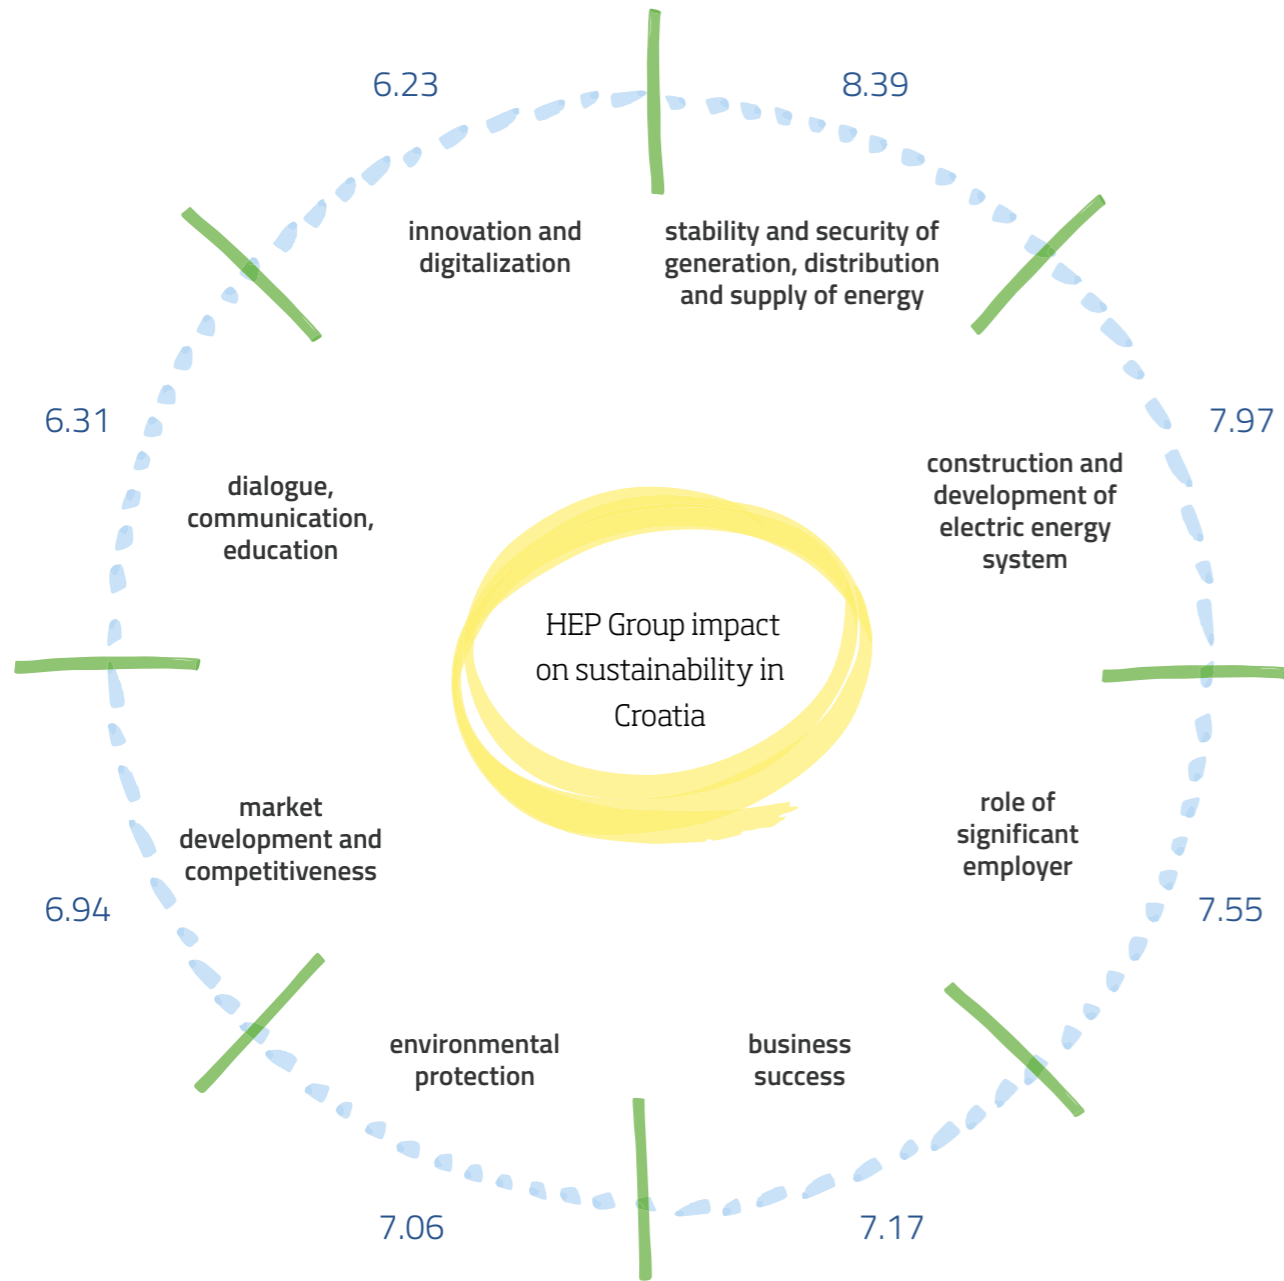 6.23
8.39
innovation and
digitalization
stability and security of
generation, distribution
and supply of energy
6.31
7.97
dialogue,
communication,
education
construction and
development of
electric energy
system
HEP Group impact
on sustainability in
Croatia
market
development and
competitiveness
role of
significant
employer
6.94
7.55
environmental
protection
business
success
7.06
7.17